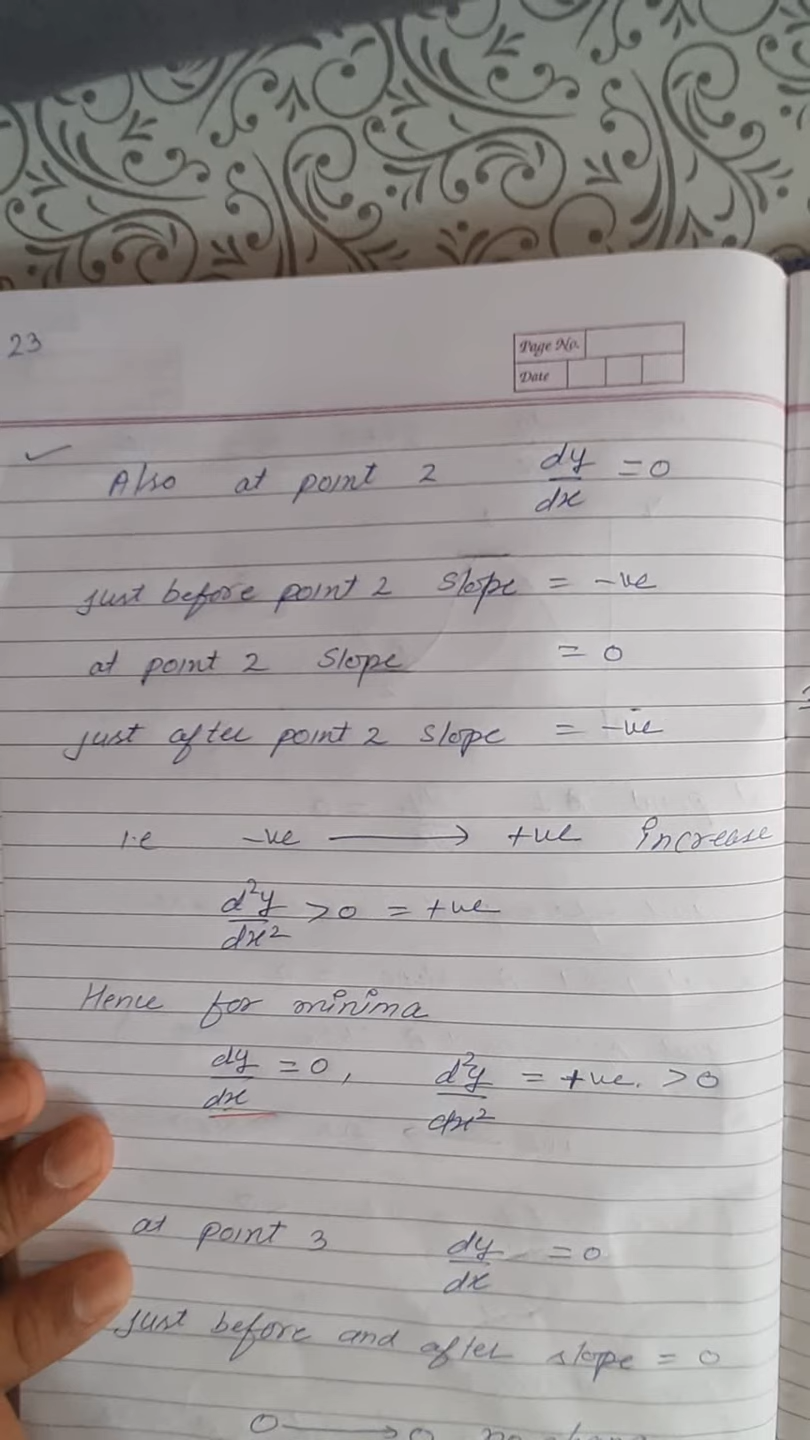 23
Page No.
Date
Also at point 2 dy/dx = 0
just before point 2 slope = -ve
at point 2 slope = 0
just after point 2 slope = -ve
i.e -ve → +ve increase
d²y/dx² > 0 = +ve
Hence for minima
dy/dx = 0, d²y/dx² = +ve. > 0
at point 3 dy/dx = 0
just before and after slope = 0
0 → 0 no